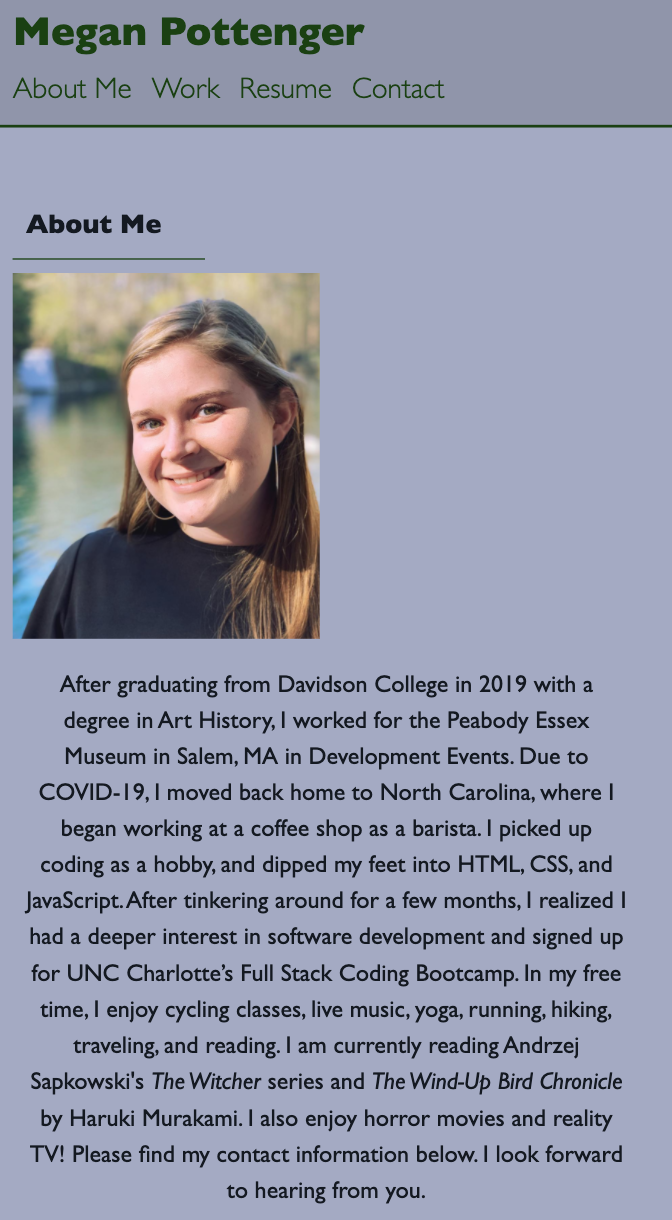 Megan Pottenger
About Me Work Resume Contact
About Me
After graduating from Davidson College in 2019 with a
degree in Art History, I worked for the Peabody Essex
Museum in Salem, MA in Development Events. Due to
COVID-19, I moved back home to North Carolina, where I
began working at a coffee shop as a barista. I picked up
coding as a hobby, and dipped my feet into HTML, CSS, and
JavaScript. After tinkering around for a few months, I realized I
had a deeper interest in software development and signed up
for UNC Charlotte’s Full Stack Coding Bootcamp. In my free
time, I enjoy cycling classes, live music, yoga, running, hiking,
traveling, and reading. I am currently reading Andrzej
Sapkowski's The Witcher series and The Wind-Up Bird Chronicle
by Haruki Murakami. I also enjoy horror movies and reality
TV! Please find my contact information below. I look forward
to hearing from you.